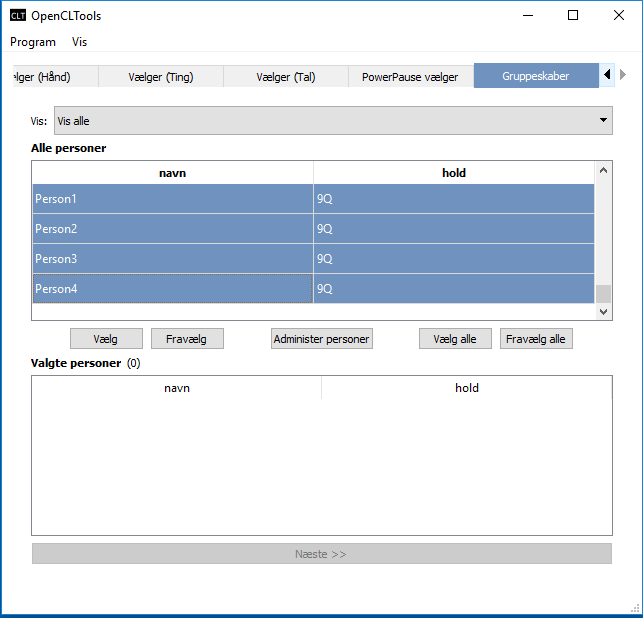 CLT OpenCLTools
Program Vis
lger (Hånd) Vælger (Ting) Vælger (Tal) PowerPause vælger Gruppeskaber
Vis: Vis alle
Alle personer
navn hold
Person1 9Q
Person2 9Q
Person3 9Q
Person4 9Q
Vælg Fravælg Administer personer Vælg alle Fravælg alle
Valgte personer (0)
navn hold
Næste >>